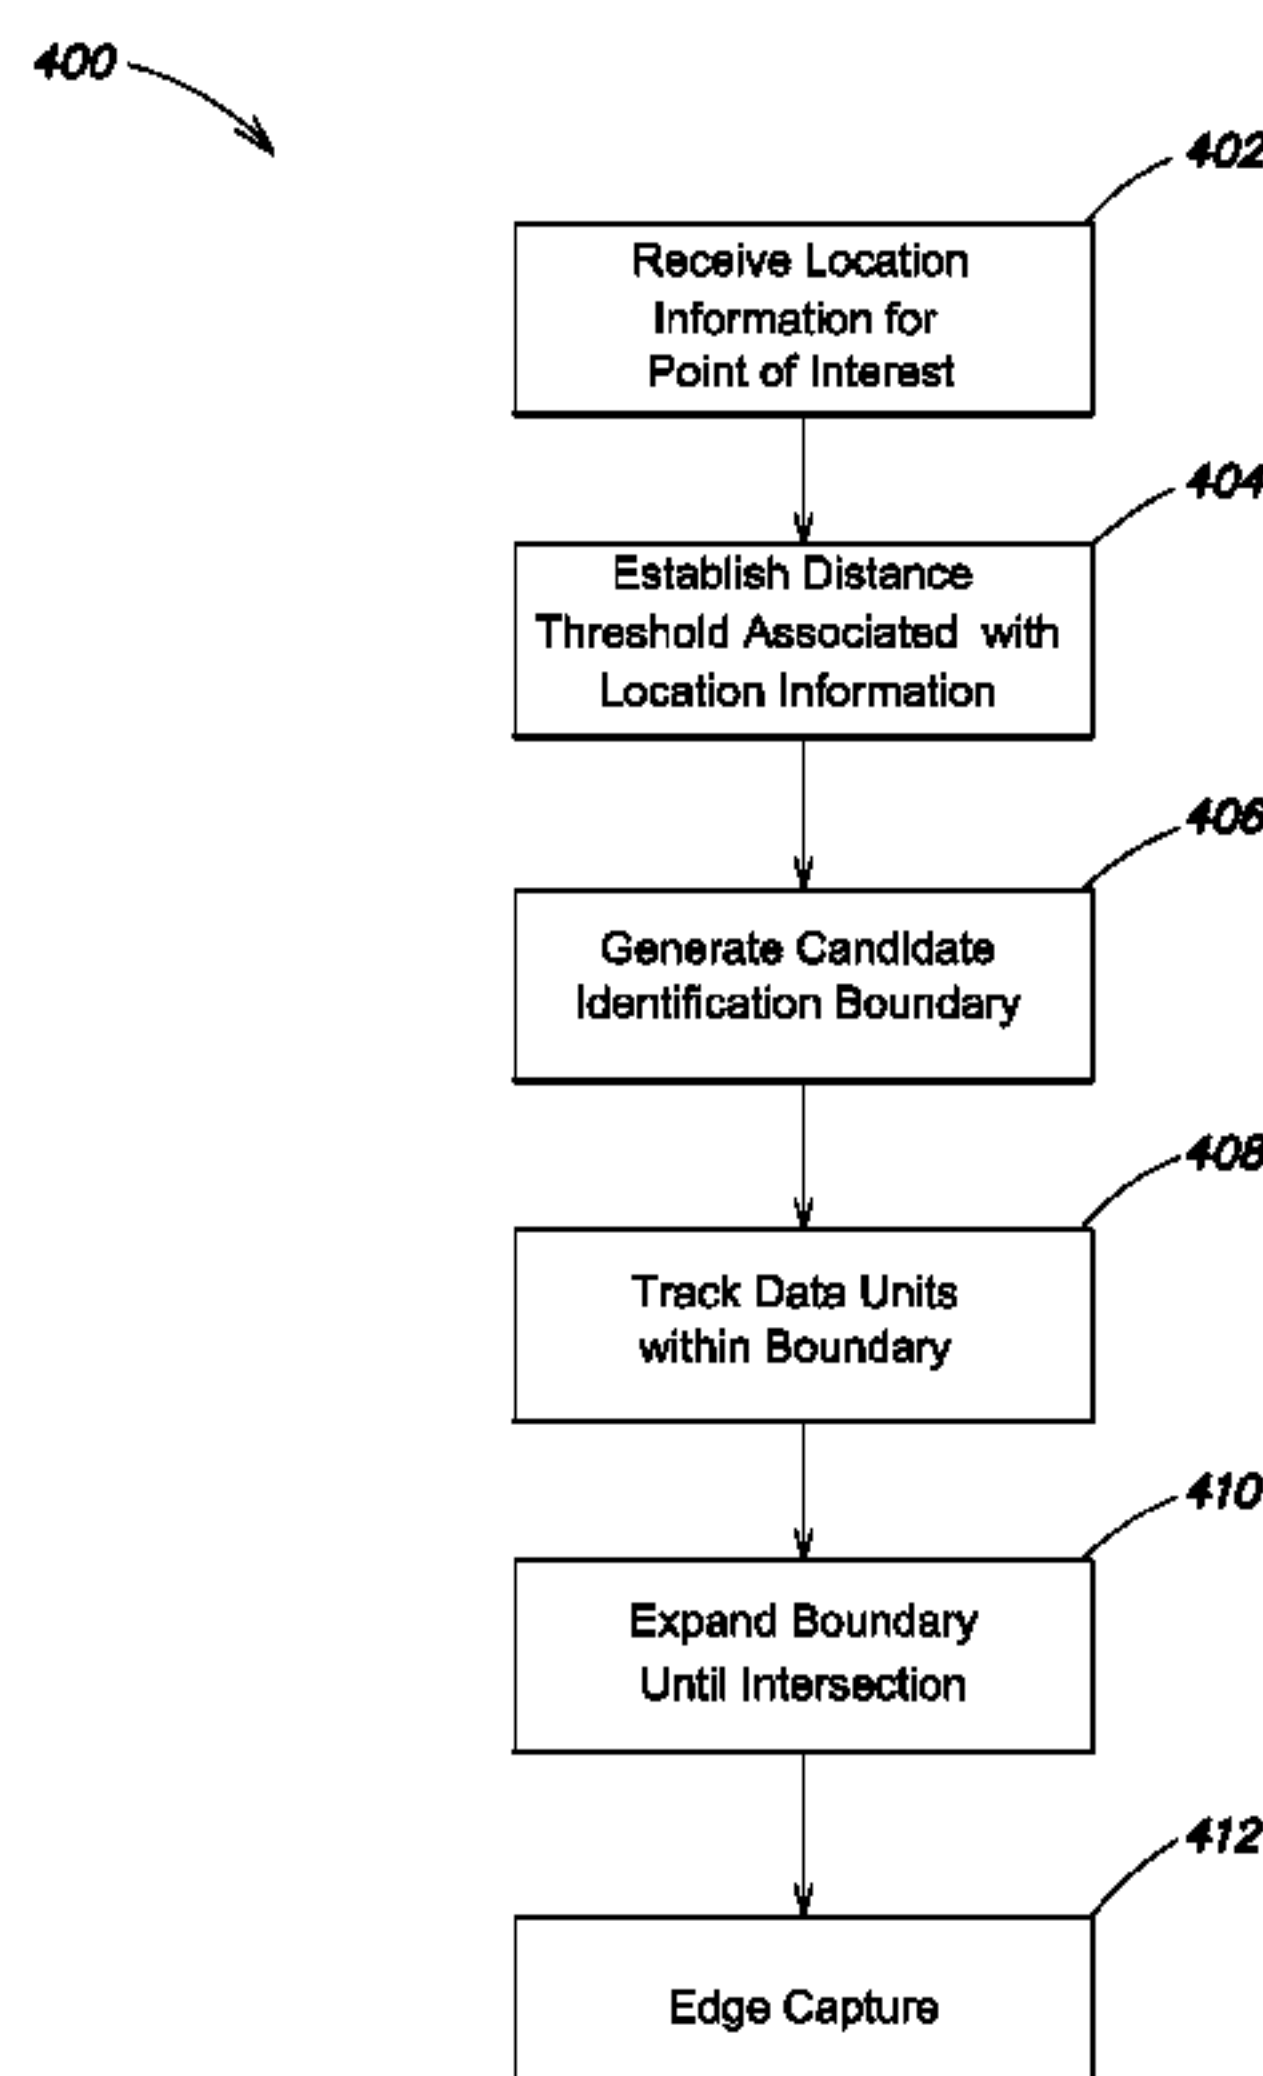 400
402
Receive Location
Information for
Point of Interest
404
Establish Distance
Threshold Associated with
Location Information
406
Generate Candidate
Identification Boundary
408
Track Data Units
within Boundary
410
Expand Boundary
Until Intersection
412
Edge Capture